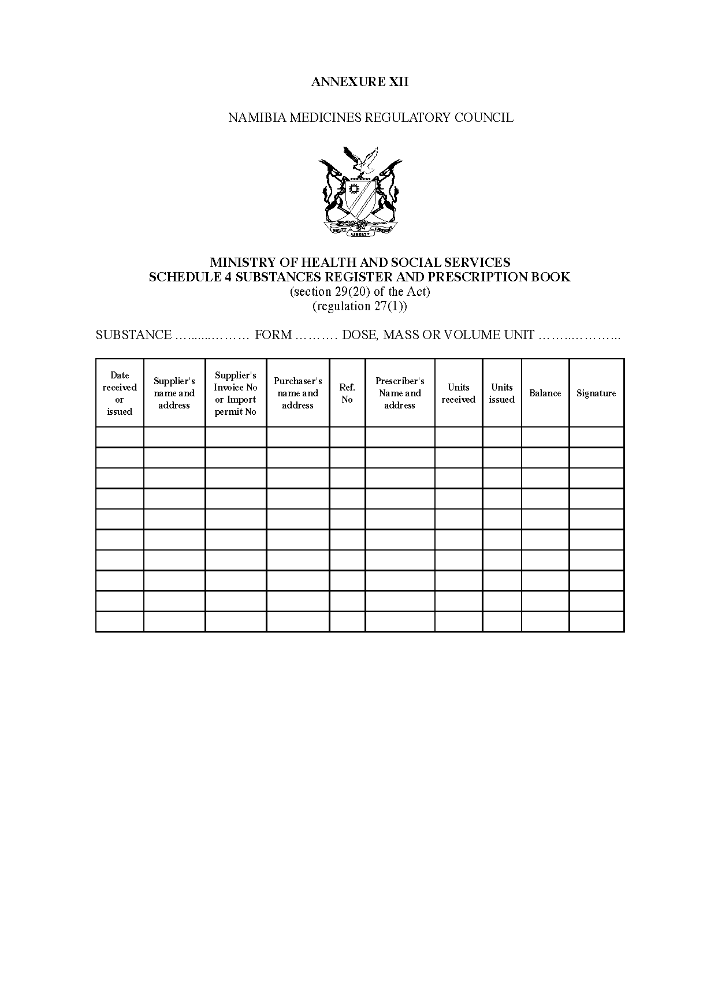 ANNEXURE XII
NAMIBIA MEDICINES REGULATORY COUNCIL
UNITY LIBERTY JUSTICE
MINISTRY OF HEALTH AND SOCIAL SERVICES
SCHEDULE 4 SUBSTANCES REGISTER AND PRESCRIPTION BOOK
(section 29(20) of the Act)
(regulation 27(1))
SUBSTANCE …......……… FORM ………. DOSE, MASS OR VOLUME UNIT ……..………...
Date
received
or
issued
Supplier's
name and
address
Supplier's
Invoice No
or Import
permit No
Purchaser's
name and
address
Ref.
No
Prescriber's
Name and
address
Units
received
Units
issued
Balance
Signature